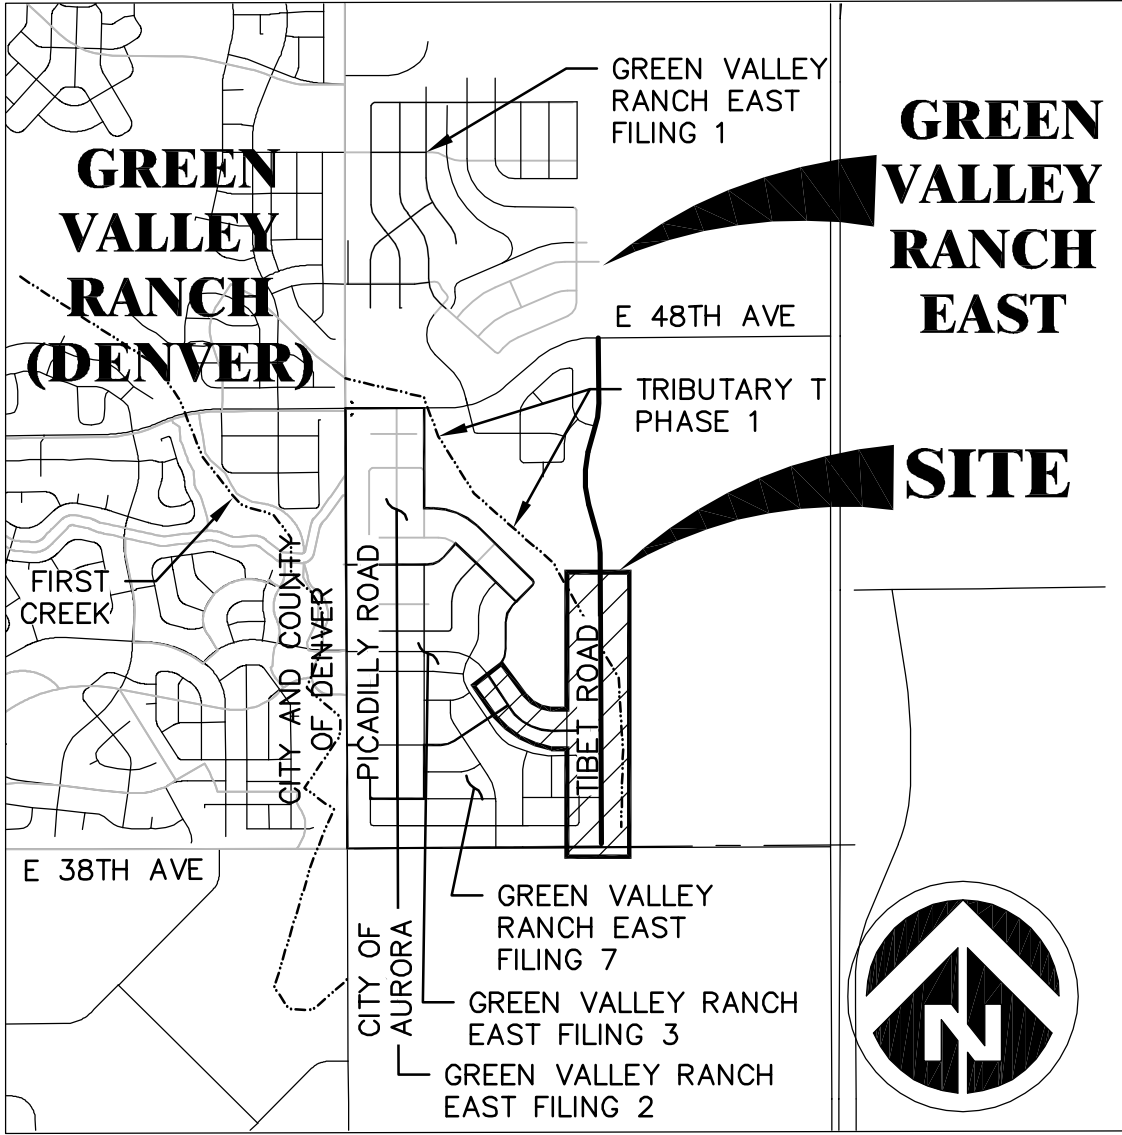 GREEN VALLEY
RANCH EAST
FILING 1
GREEN
VALLEY
RANCH
EAST
GREEN
VALLEY
RANCH
(DENVER)
E 48TH AVE
TRIBUTARY T
PHASE 1
SITE
FIRST
CREEK
CITY AND COUNTY
OF DENVER
PICADILLY ROAD
TIBET ROAD
E 38TH AVE
CITY OF
AURORA
GREEN VALLEY
RANCH EAST
FILING 7
GREEN VALLEY RANCH
EAST FILING 3
GREEN VALLEY RANCH
EAST FILING 2
N